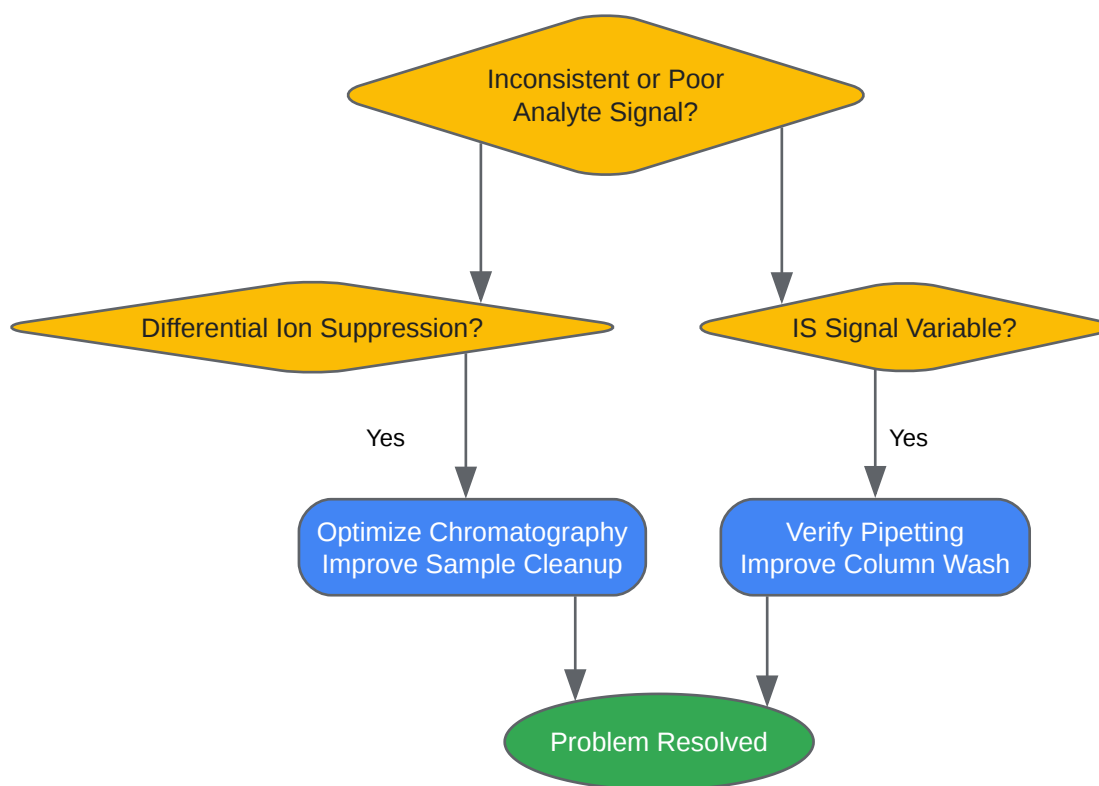 Inconsistent or Poor
Analyte Signal?
Differential Ion Suppression?
IS Signal Variable?
Yes
Yes
Optimize Chromatography
Improve Sample Cleanup
Verify Pipetting
Improve Column Wash
Problem Resolved